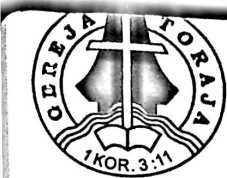 GEREJA TORAJA
1 KOR. 3:11